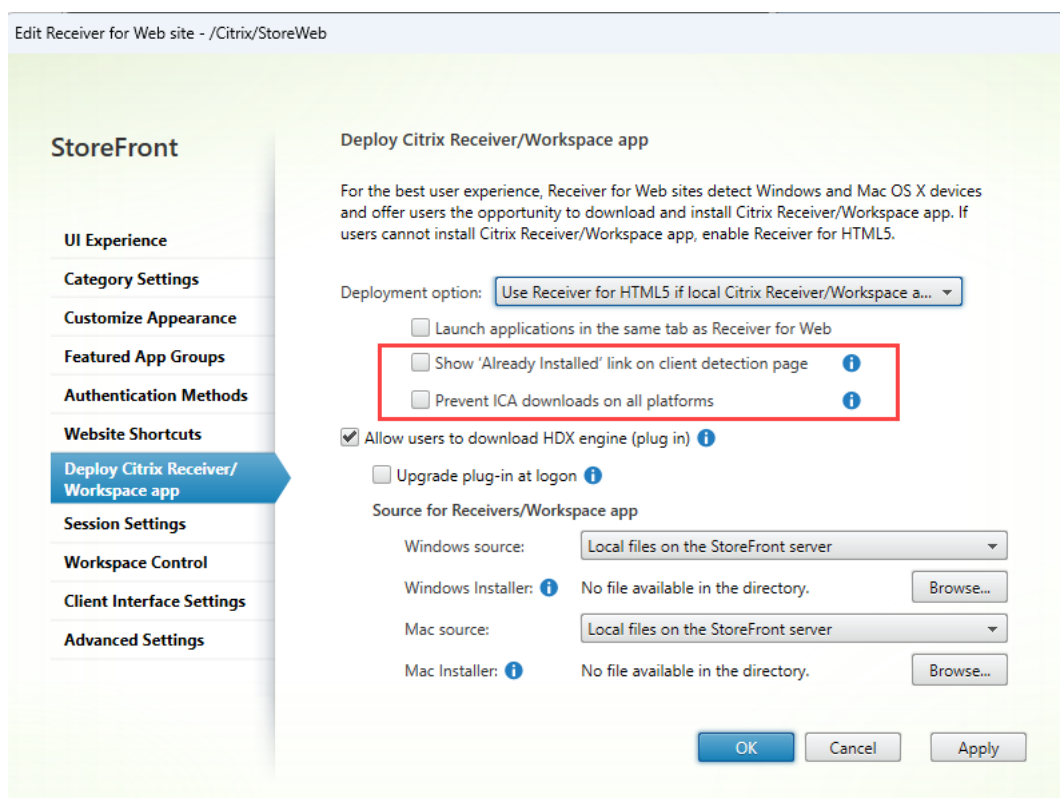 Edit Receiver for Web site - /Citrix/StoreWeb
StoreFront
UI Experience
Category Settings
Customize Appearance
Featured App Groups
Authentication Methods
Website Shortcuts
Deploy Citrix Receiver/
Workspace app
Session Settings
Workspace Control
Client Interface Settings
Advanced Settings
Deploy Citrix Receiver/Workspace app
For the best user experience, Receiver for Web sites detect Windows and Mac OS X devices
and offer users the opportunity to download and install Citrix Receiver/Workspace app. If
users cannot install Citrix Receiver/Workspace app, enable Receiver for HTML5.
Deployment option: Use Receiver for HTML5 if local Citrix Receiver/Workspace a...
Launch applications in the same tab as Receiver for Web
Show ‘Already Installed’ link on client detection page
Prevent ICA downloads on all platforms
Allow users to download HDX engine (plug in)
Upgrade plug-in at logon
Source for Receivers/Workspace app
Windows source: Local files on the StoreFront server
Windows Installer: No file available in the directory. Browse...
Mac source: Local files on the StoreFront server
Mac Installer: No file available in the directory. Browse...
OK Cancel Apply